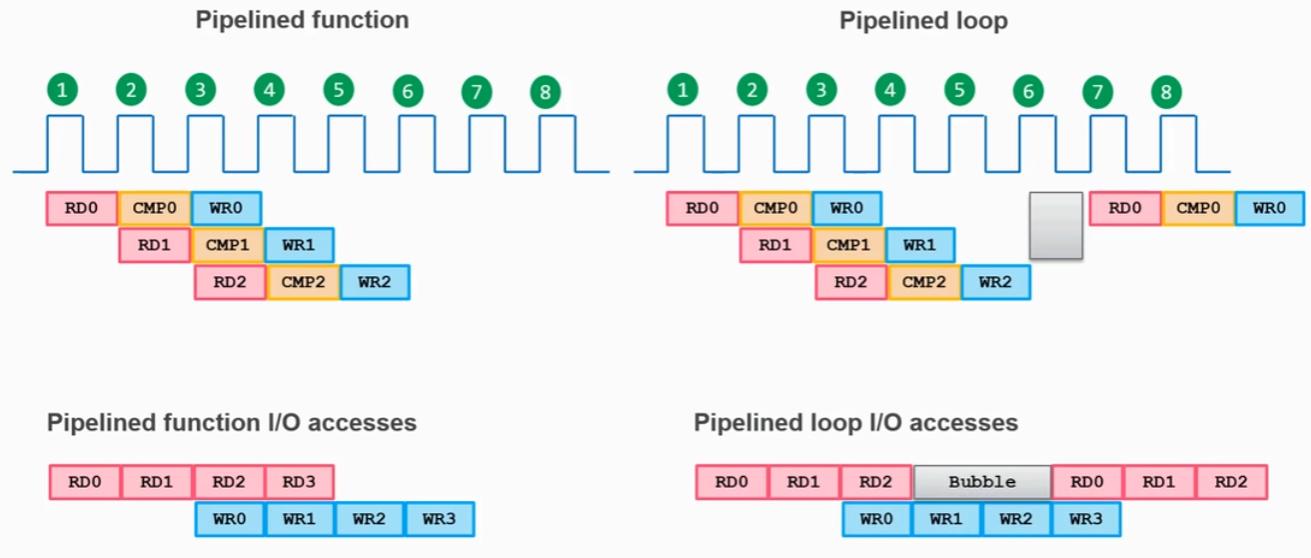 Pipelined function
Pipelined loop
1 2 3 4 5 6 7 8
1 2 3 4 5 6 7 8
RD0 CMP0 WR0
RD1 CMP1 WR1
RD2 CMP2 WR2
RD0 CMP0 WR0 RD0 CMP0 WR0
RD1 CMP1 WR1
RD2 CMP2 WR2
Pipelined function I/O accesses
RD0 RD1 RD2 RD3
WR0 WR1 WR2 WR3
Pipelined loop I/O accesses
RD0 RD1 RD2 Bubble RD0 RD1 RD2
WR0 WR1 WR2 WR3